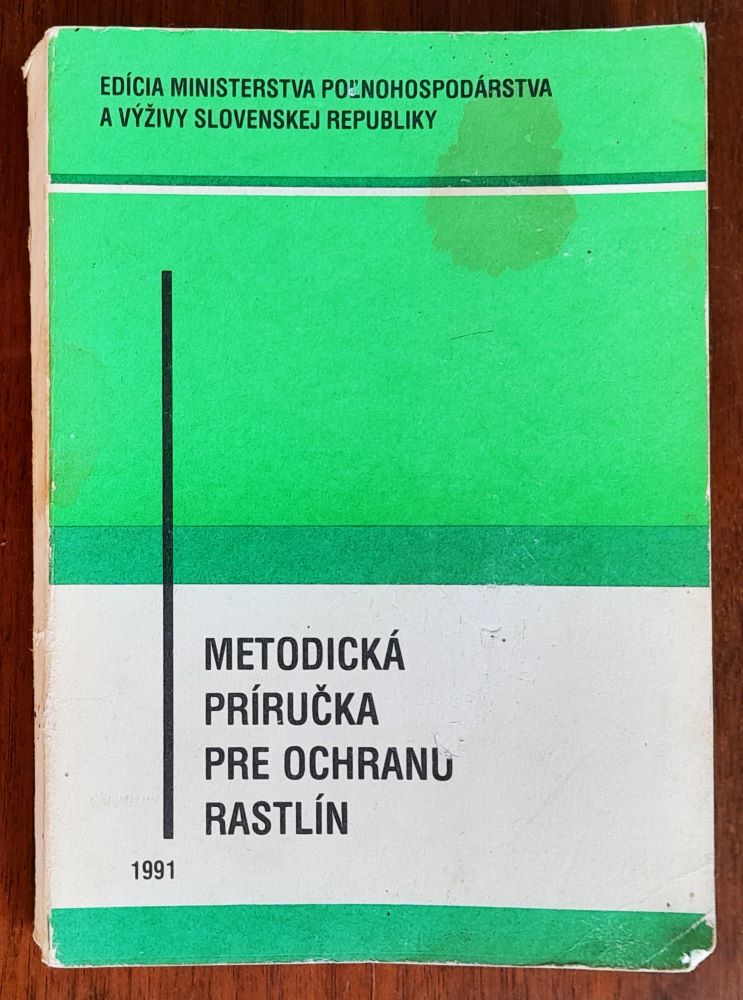 EDÍCIA MINISTERSTVA POĽNOHOSPODÁRSTVA
A VÝŽIVY SLOVENSKEJ REPUBLIKY
METODICKÁ
PRÍRUČKA
PRE OCHRANU
RASTLÍN
1991